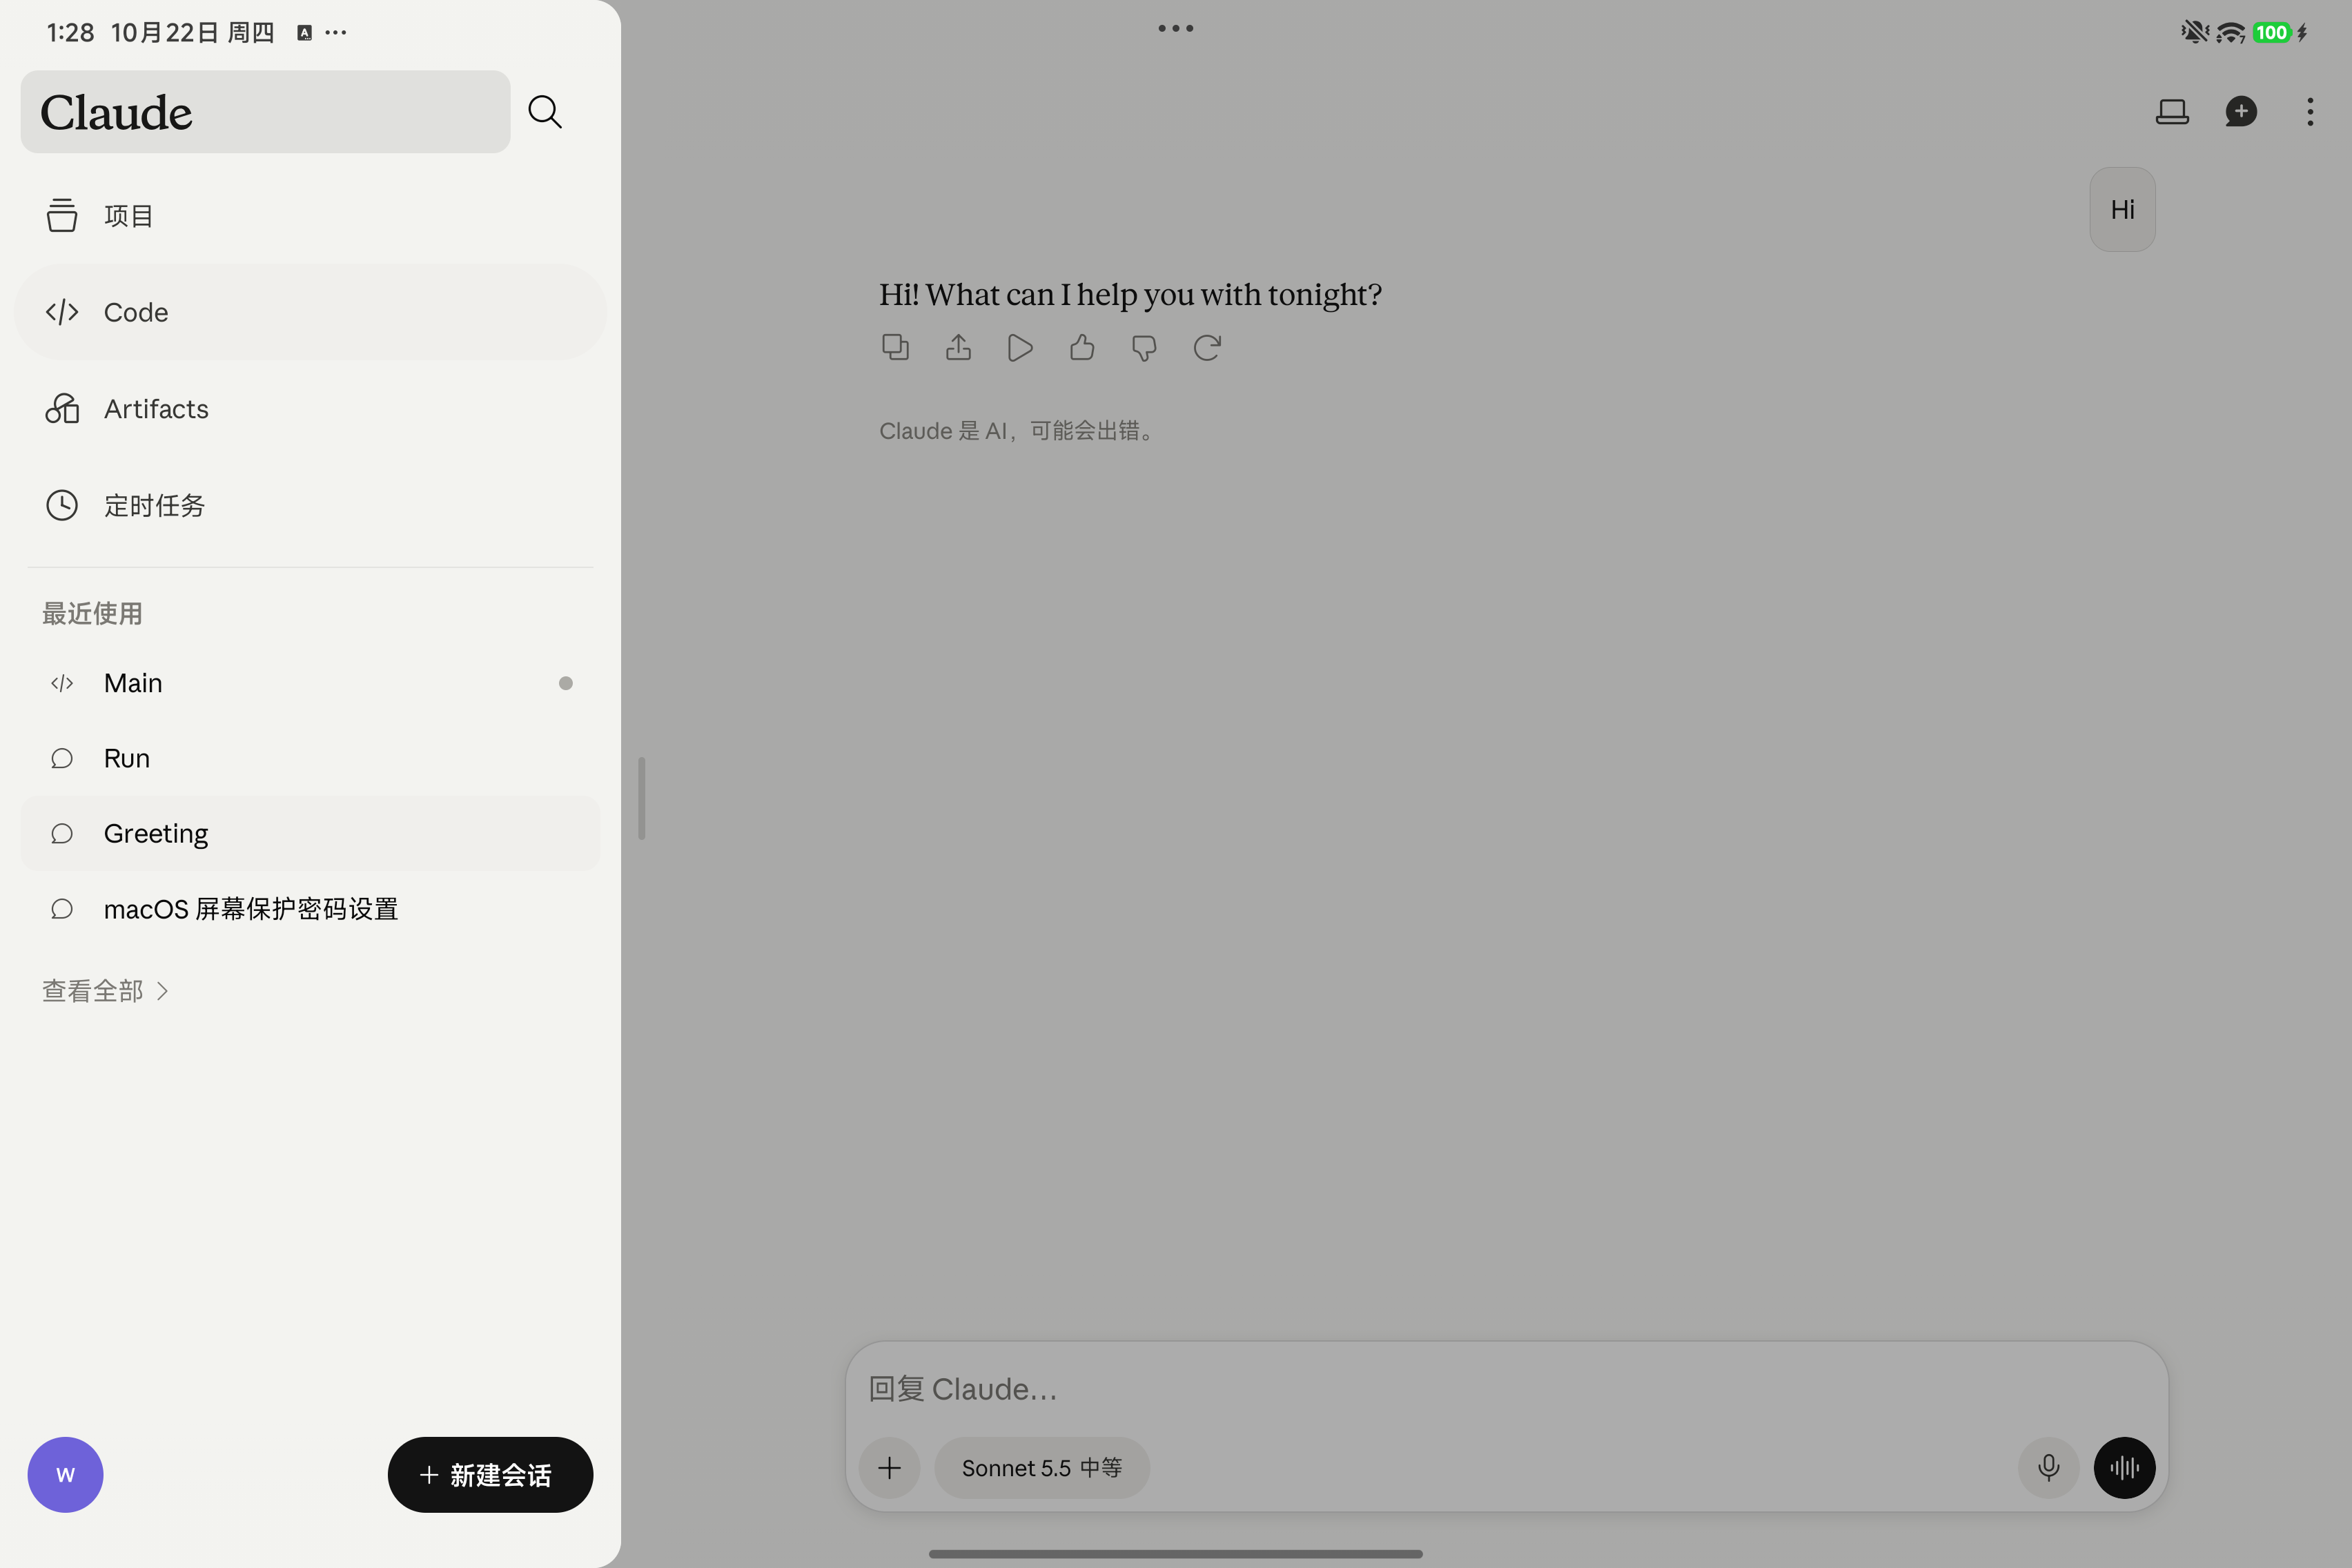 1:28 10月22日 周四
100
Claude
项目
Code
Artifacts
定时任务
最近使用
Main
Run
Greeting
macOS 屏幕保护密码设置
查看全部
W
新建会话
Hi
Hi! What can I help you with tonight?
Claude 是 AI，可能会出错。
回复 Claude...
Sonnet 5.5 中等